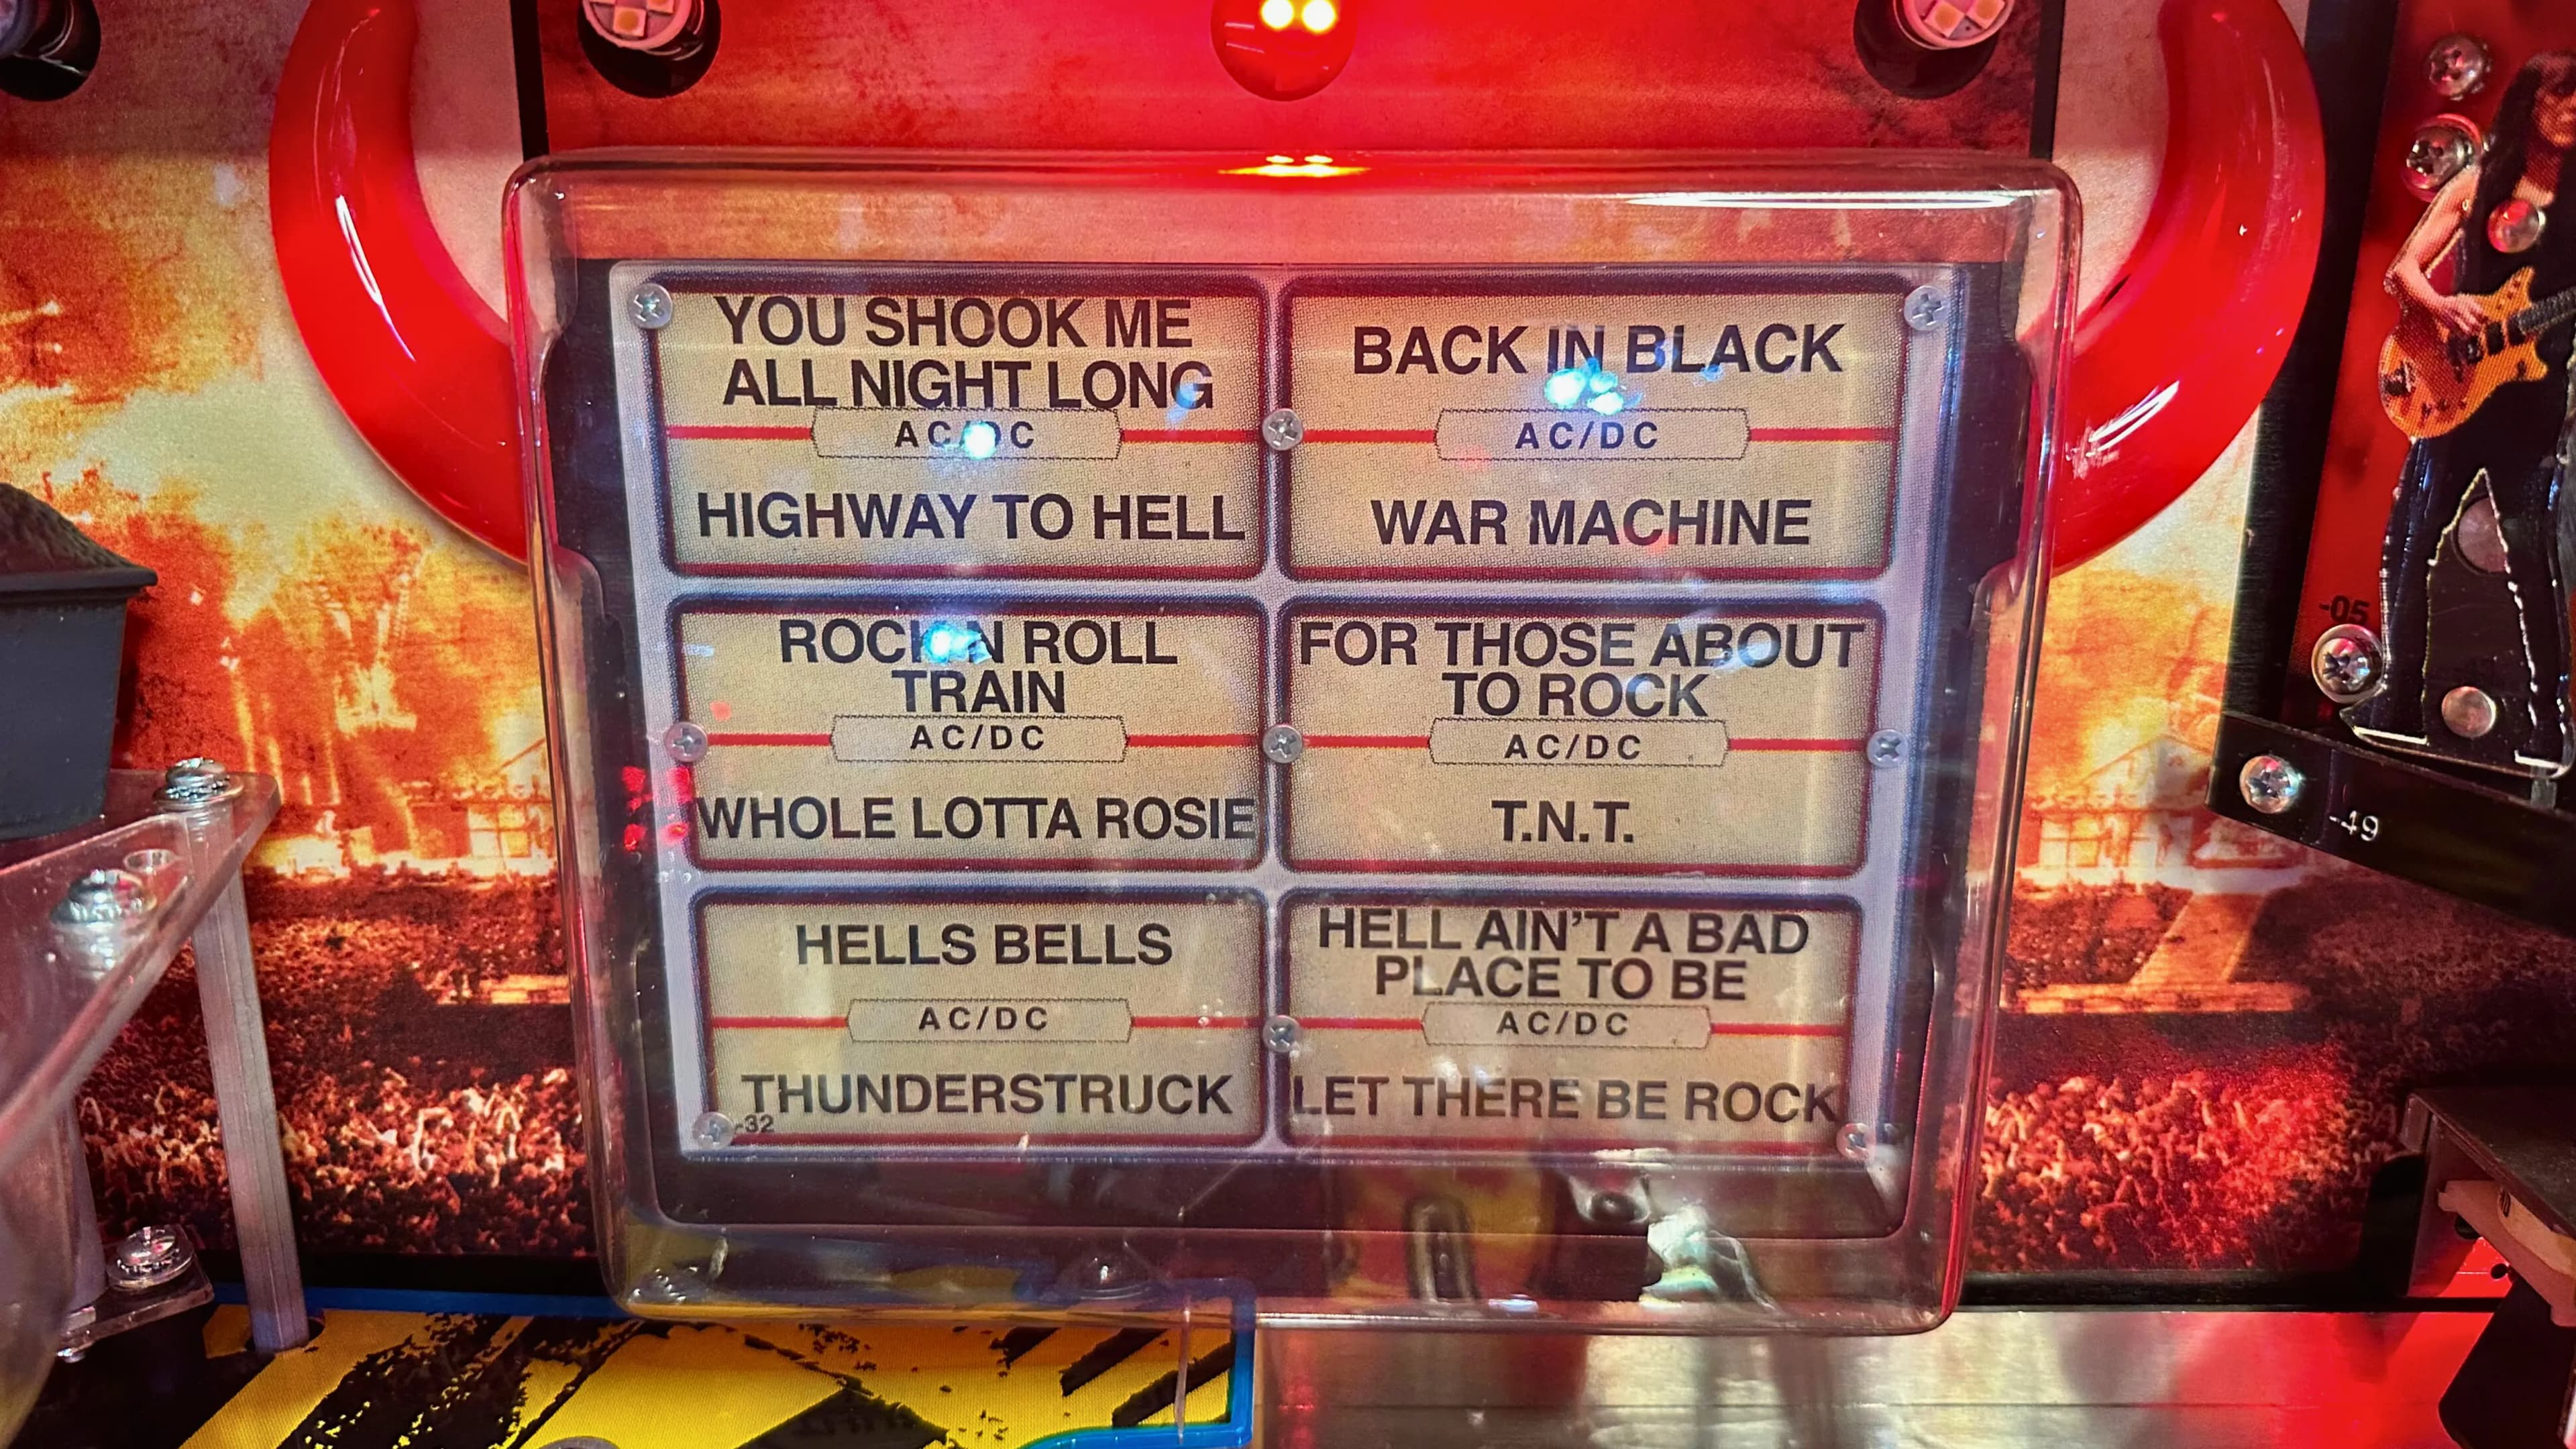 YOU SHOOK ME
ALL NIGHT LONG
AC/DC
HIGHWAY TO HELL
BACK IN BLACK
AC/DC
WAR MACHINE
ROCK N ROLL
TRAIN
AC/DC
WHOLE LOTTA ROSIE
FOR THOSE ABOUT
TO ROCK
AC/DC
T.N.T.
HELLS BELLS
AC/DC
THUNDERSTRUCK
-32
HELL AIN'T A BAD
PLACE TO BE
AC/DC
LET THERE BE ROCK
-05
-49